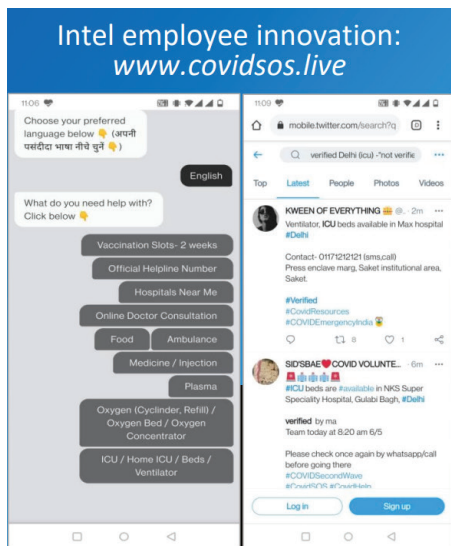 Intel employee innovation:
www.covidsos.live
11:06
Choose your preferred
language below 👇 (अपनी
पसंदीदा भाषा नीचे चुनें 👇)
English
What do you need help with?
Click below 👇
Vaccination Slots- 2 weeks
Official Helpline Number
Hospitals Near Me
Online Doctor Consultation
Food
Ambulance
Medicine / Injection
Plasma
Oxygen (Cyclinder, Refill) /
Oxygen Bed / Oxygen
Concentrator
ICU / Home ICU / Beds /
Ventilator
11:09
mobile.twitter.com/search?q
verified Delhi (icu) -"not verifie
Top Latest People Photos Videos
KWEEN OF EVERYTHING 👑 @. · 2m
Ventilator, ICU beds available in Max hospital
#Delhi
Contact- 01171212121 (sms,call)
Press enclave marg, Saket institutional area,
Saket.
#Verified
#CovidResources
#COVIDEmergencyIndia
8 1
SID'SBAE❤️COVID VOLUNTE... · 6m
#ICU beds are #available in NKS Super
Speciality Hospital, Gulabi Bagh, #Delhi
verified by ma
Team today at 8:20 am 6/5
Please check once again by whatsapp/call
before going there
#COVIDSecondWave
#CovidSOS #CovidHelp
Log in
Sign up